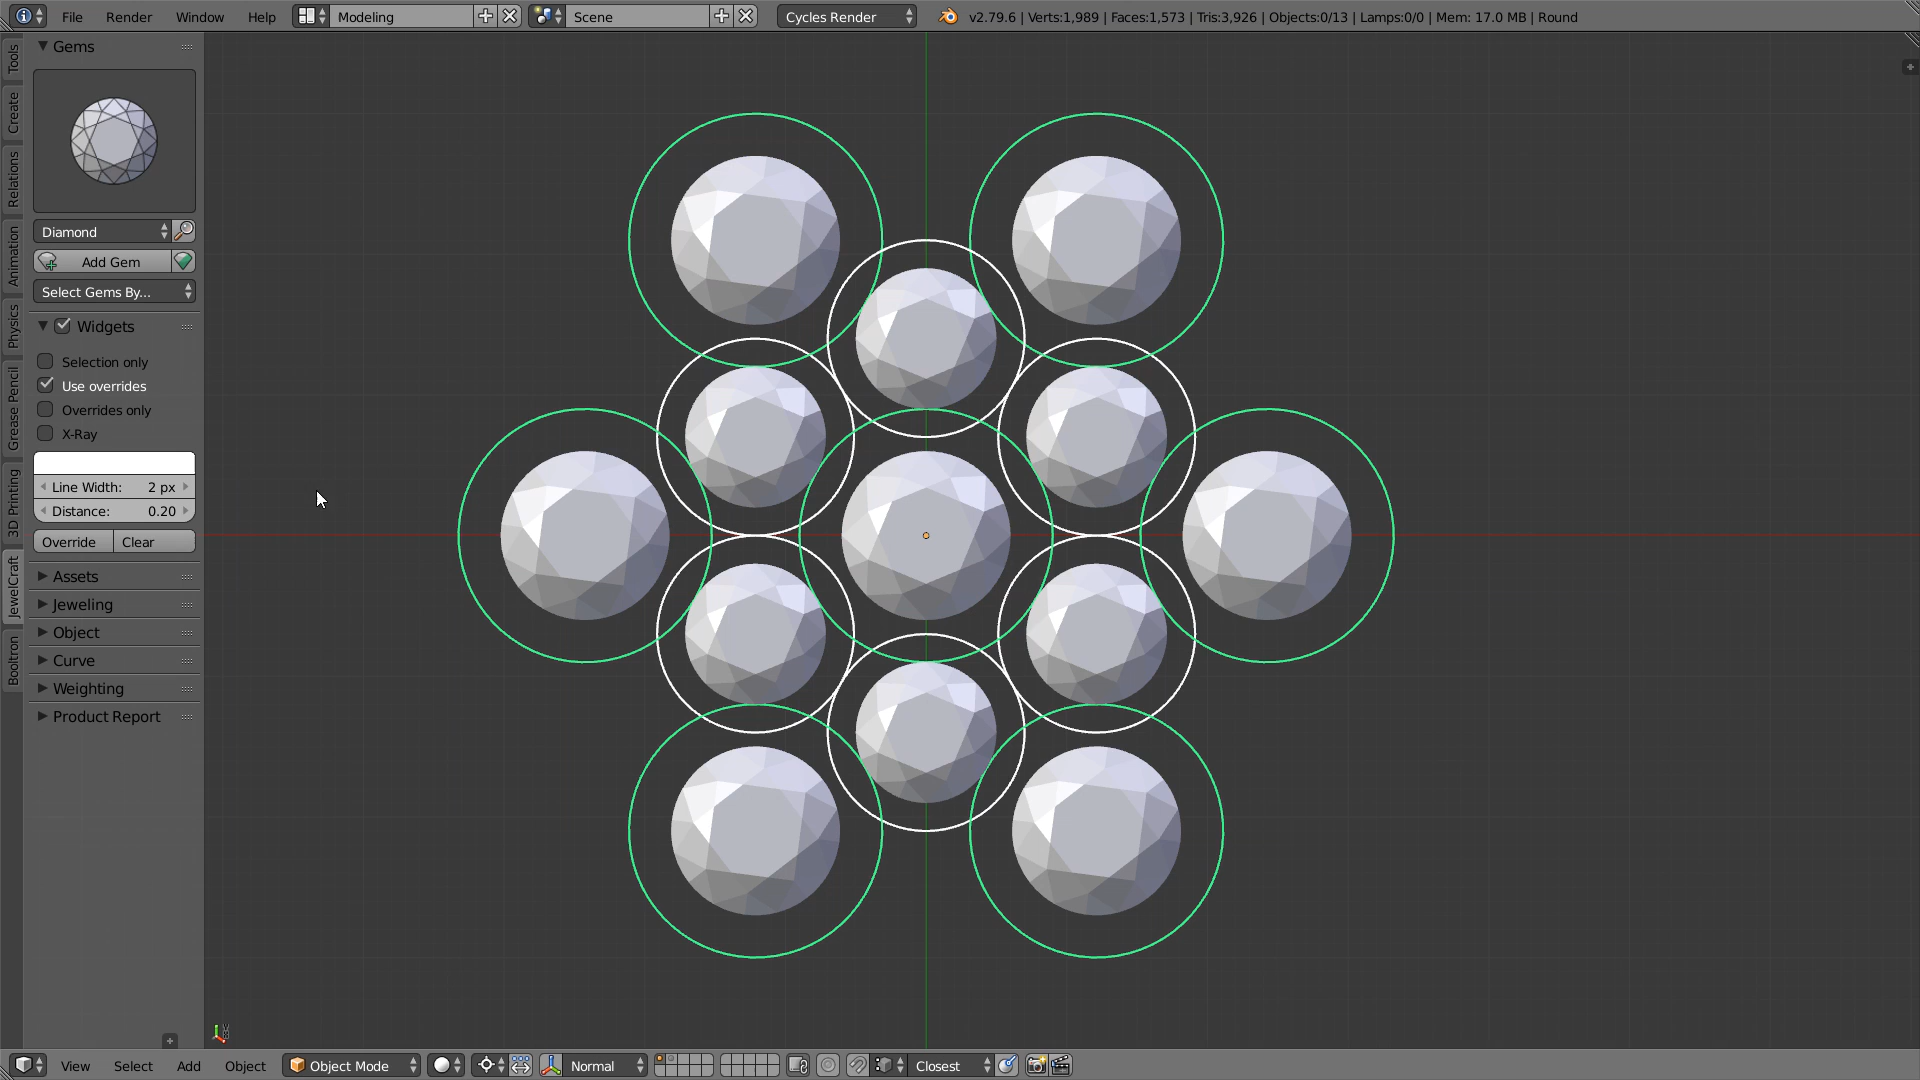 File Render Window Help Modeling Scene Cycles Render v2.79.6 | Verts:1,989 | Faces:1,573 | Tris:3,926 | Objects:0/13 | Lamps:0/0 | Mem: 17.0 MB | Round
Tools
Create
Relations
Animation
Physics
Grease Pencil
3D Printing
JewelCraft
Booltron
Gems
Diamond
Add Gem
Select Gems By...
Widgets
Selection only
Use overrides
Overrides only
X-Ray
Line Width: 2 px
Distance: 0.20
Override Clear
Assets
Jeweling
Object
Curve
Weighting
Product Report
View Select Add Object Object Mode Normal Closest